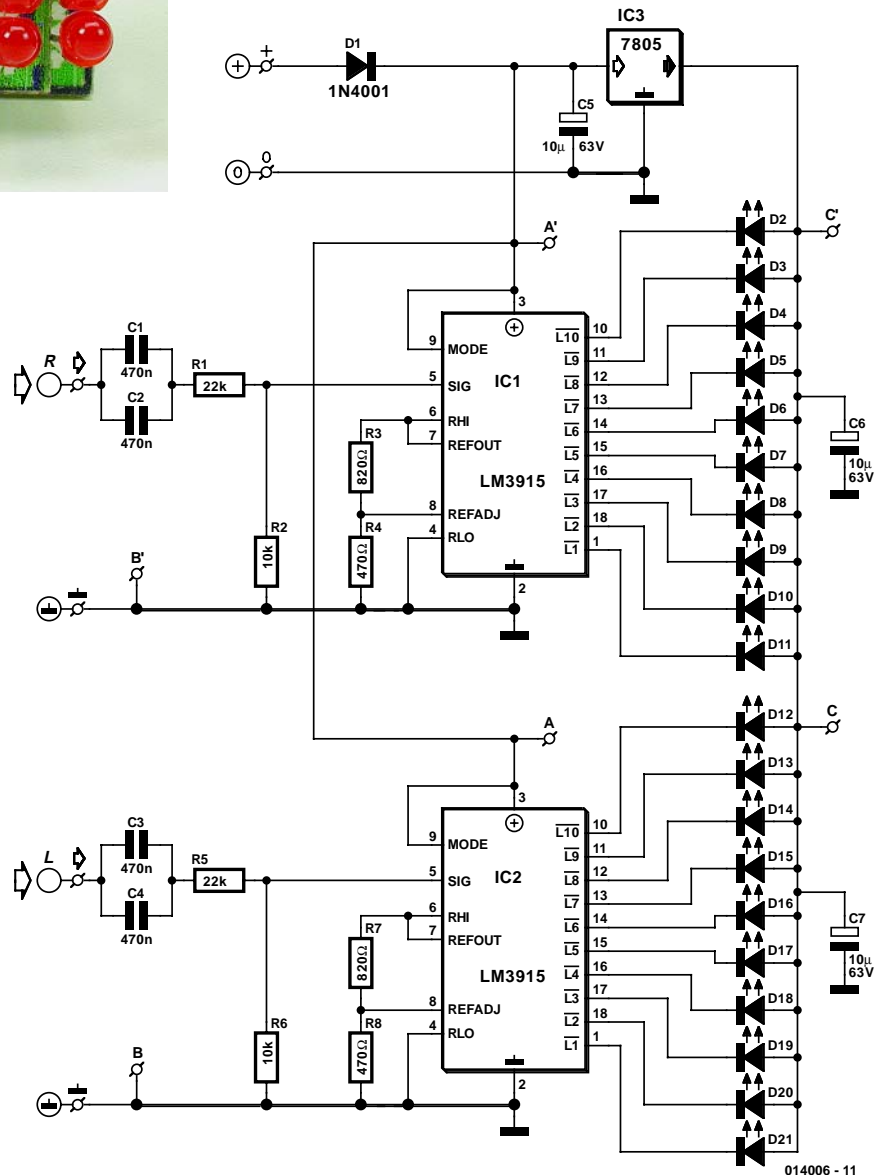 IC3
7805
D1
1N4001
+
+
0
0
C5
10µ 63V
A'
D2
C'
D3
D4
D5
D6
D7
D8
D9
D10
D11
C6
10µ
63V
R
C1
470n
C2
470n
R1
22k
R2
10k
R3
820Ω
R4
470Ω
B'
3
+
9
MODE
5
SIG
6
RHI
7
REFOUT
8
REFADJ
4
RLO
2
IC1
LM3915
L10 10
L9 11
L8 12
L7 13
L6 14
L5 15
L4 16
L3 17
L2 18
L1 1
A
D12
C
D13
D14
D15
D16
D17
D18
D19
D20
D21
C7
10µ
63V
L
C3
470n
C4
470n
R5
22k
R6
10k
R7
820Ω
R8
470Ω
B
3
+
9
MODE
5
SIG
6
RHI
7
REFOUT
8
REFADJ
4
RLO
2
IC2
LM3915
L10 10
L9 11
L8 12
L7 13
L6 14
L5 15
L4 16
L3 17
L2 18
L1 1
014006 - 11